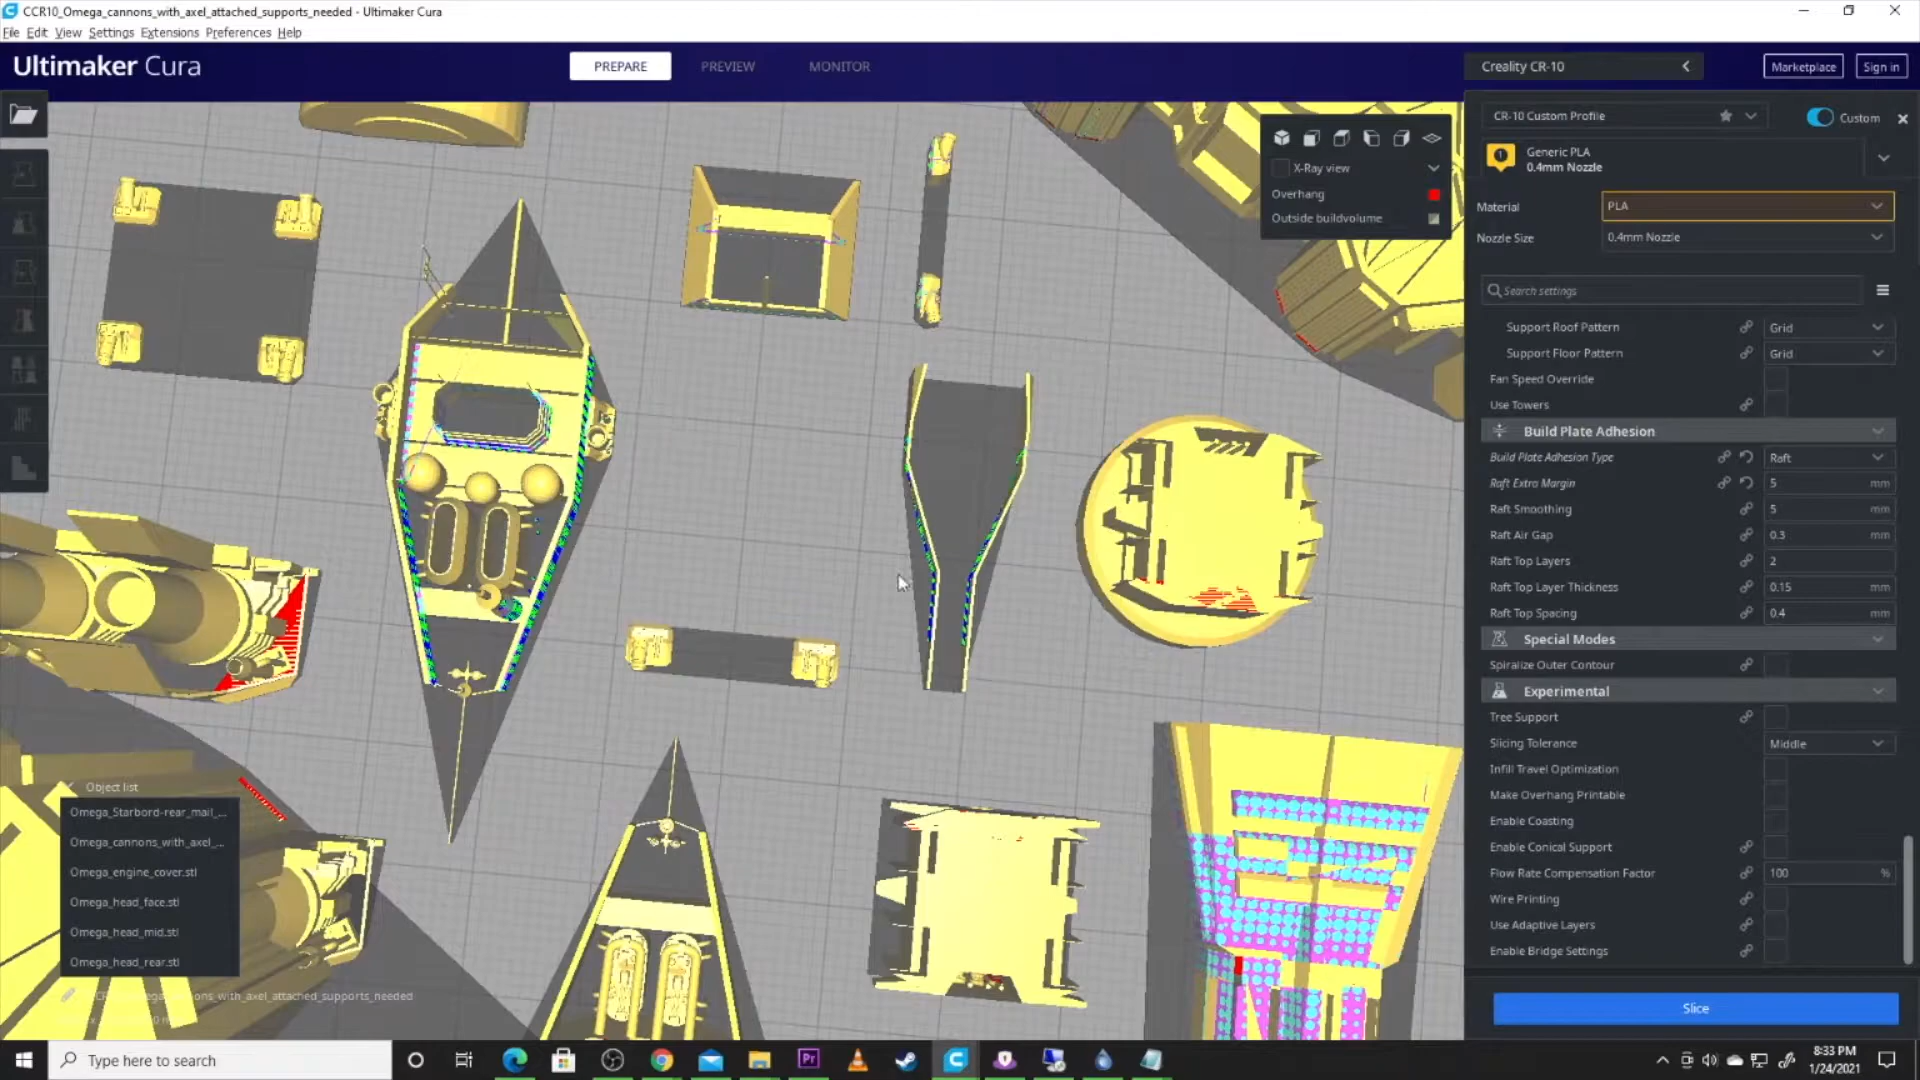 CCR10_Omega_cannons_with_axel_attached_supports_needed - Ultimaker Cura
File Edit View Settings Extensions Preferences Help
Ultimaker Cura
PREPARE
PREVIEW
MONITOR
Creality CR-10
Marketplace
Sign in
CR-10 Custom Profile
Custom
Generic PLA
0.4mm Nozzle
Material
PLA
Nozzle Size
0.4mm Nozzle
X-Ray view
Overhang
Outside buildvolume
Search settings
Support Roof Pattern
Grid
Support Floor Pattern
Grid
Fan Speed Override
Use Towers
Build Plate Adhesion
Build Plate Adhesion Type
Raft
Raft Extra Margin
5 mm
Raft Smoothing
5 mm
Raft Air Gap
0.3 mm
Raft Top Layers
2
Raft Top Layer Thickness
0.15 mm
Raft Top Spacing
0.4 mm
Special Modes
Spiralize Outer Contour
Experimental
Tree Support
Slicing Tolerance
Middle
Infill Travel Optimization
Make Overhang Printable
Enable Coasting
Enable Conical Support
Flow Rate Compensation Factor
100 %
Wire Printing
Use Adaptive Layers
Enable Bridge Settings
Slice
Object list
Omega_Starbord-rear_mail_...
Omega_cannons_with_axel_...
Omega_engine_cover.stl
Omega_head_face.stl
Omega_head_mid.stl
Omega_head_rear.stl
cannons_with_axel_attached_supports_needed
Type here to search
8:33 PM
1/24/2021